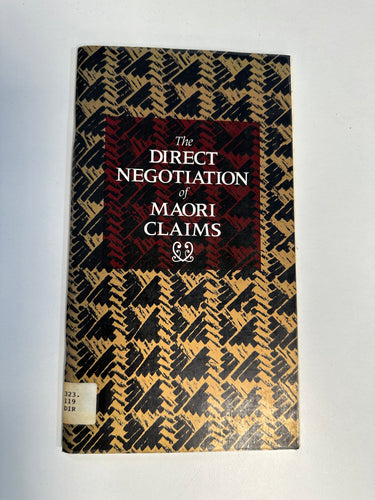 The
DIRECT
NEGOTIATION
of
MAORI
CLAIMS
323.
119
DIR